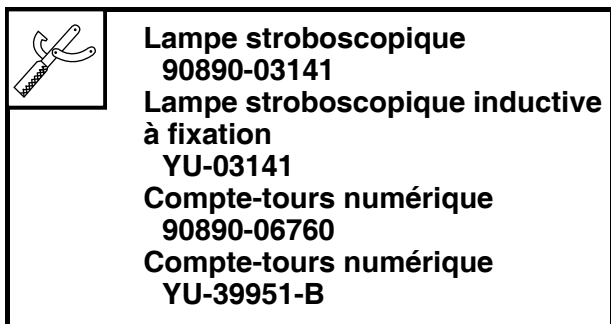 Lampe stroboscopique
90890-03141
Lampe stroboscopique inductive
à fixation
YU-03141
Compte-tours numérique
90890-06760
Compte-tours numérique
YU-39951-B